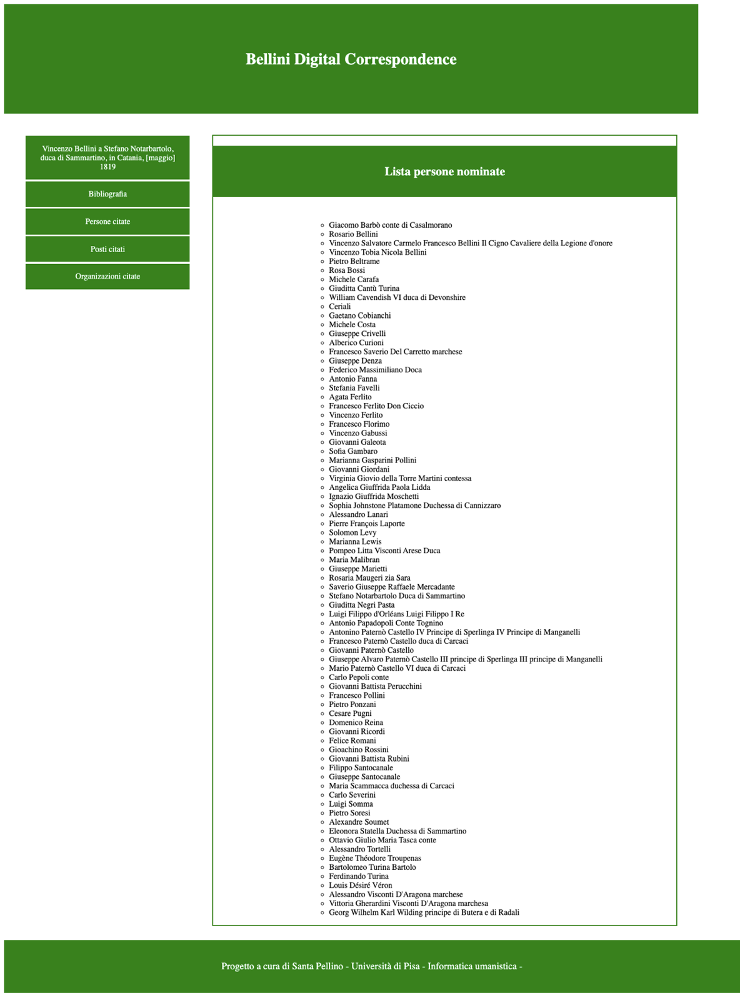 Bellini Digital Correspondence
Vincenzo Bellini a Stefano Notarbartolo,
duca di Sammartino, in Catania, [maggio]
1819
Bibliografia
Persone citate
Posti citati
Organizazioni citate
Lista persone nominate
Giacomo Barbò conte di Casalmorano
Rosario Bellini
Vincenzo Salvatore Carmelo Francesco Bellini Il Cigno Cavaliere della Legione d'onore
Vincenzo Tobia Nicola Bellini
Pietro Beltrame
Rosa Bossi
Michele Carafa
Giuditta Cantù Turina
William Cavendish VI duca di Devonshire
Ceriali
Gaetano Cobianchi
Michele Costa
Giuseppe Crivelli
Alberico Curioni
Francesco Saverio Del Carretto marchese
Giuseppe Denza
Federico Massimiliano Doca
Antonio Fanna
Stefania Favelli
Agata Ferlito
Francesco Ferlito Don Ciccio
Vincenzo Ferlito
Francesco Florimo
Vincenzo Gabussi
Giovanni Galeota
Sofia Gambaro
Marianna Gasparini Pollini
Giovanni Giordani
Virginia Giovio della Torre Martini contessa
Angelica Giuffrida Paola Lidda
Ignazio Giuffrida Moschetti
Sophia Johnstone Platamone Duchessa di Cannizzaro
Alessandro Lanari
Pierre François Laporte
Solomon Levy
Marianna Lewis
Pompeo Litta Visconti Arese Duca
Maria Malibran
Giuseppe Marietti
Rosaria Maugeri zia Sara
Saverio Giuseppe Raffaele Mercadante
Stefano Notarbartolo Duca di Sammartino
Giuditta Negri Pasta
Luigi Filippo d'Orléans Luigi Filippo I Re
Antonio Papadopoli Conte Tognino
Antonino Paternò Castello IV Principe di Sperlinga IV Principe di Manganelli
Francesco Paternò Castello duca di Carcaci
Giovanni Paternò Castello
Giuseppe Alvaro Paternò Castello III principe di Sperlinga III principe di Manganelli
Mario Paternò Castello VI duca di Carcaci
Carlo Pepoli conte
Giovanni Battista Perucchini
Francesco Pollini
Pietro Ponzani
Cesare Pugni
Domenico Reina
Giovanni Ricordi
Felice Romani
Gioachino Rossini
Giovanni Battista Rubini
Filippo Santocanale
Giuseppe Santocanale
Maria Scammacca duchessa di Carcaci
Carlo Severini
Luigi Somma
Pietro Soresi
Alexandre Soumet
Eleonora Statella Duchessa di Sammartino
Ottavio Giulio Maria Tasca conte
Alessandro Tortelli
Eugène Théodore Troupenas
Bartolomeo Turina Bartolo
Ferdinando Turina
Louis Désiré Véron
Alessandro Visconti D'Aragona marchese
Vittoria Gherardini Visconti D'Aragona marchesa
Georg Wilhelm Karl Wilding principe di Butera e di Radali
Progetto a cura di Santa Pellino - Università di Pisa - Informatica umanistica -